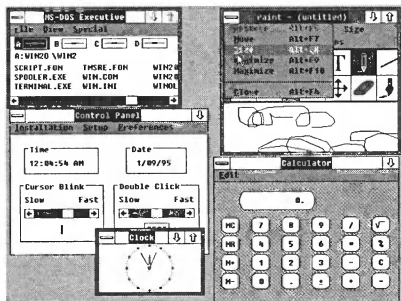 MS-DOS Executive
File View Special
A B C D
A:WIN20 \WIN2
SCRIPT.FON TMSRE.FON WIN20
SPOOLER.EXE WIN.COM WIN20
TERMINAL.EXE WIN.INI WINOL
Paint - (untitled)
Size
Move Alt+F7
Size Alt+F8
Minimize Alt+F9
Maximize Alt+F10
Close Alt+F4
T
Control Panel
Installation Setup Preferences
Time
12:04:54 AM
Date
1/09/95
Cursor Blink
Slow Fast
Double Click
Slow Fast
Clock
Calculator
Edit
0.
MC 7 8 9 / √
MR 4 5 6 * %
M+ 1 2 3 - C
M- 0 . ± + =